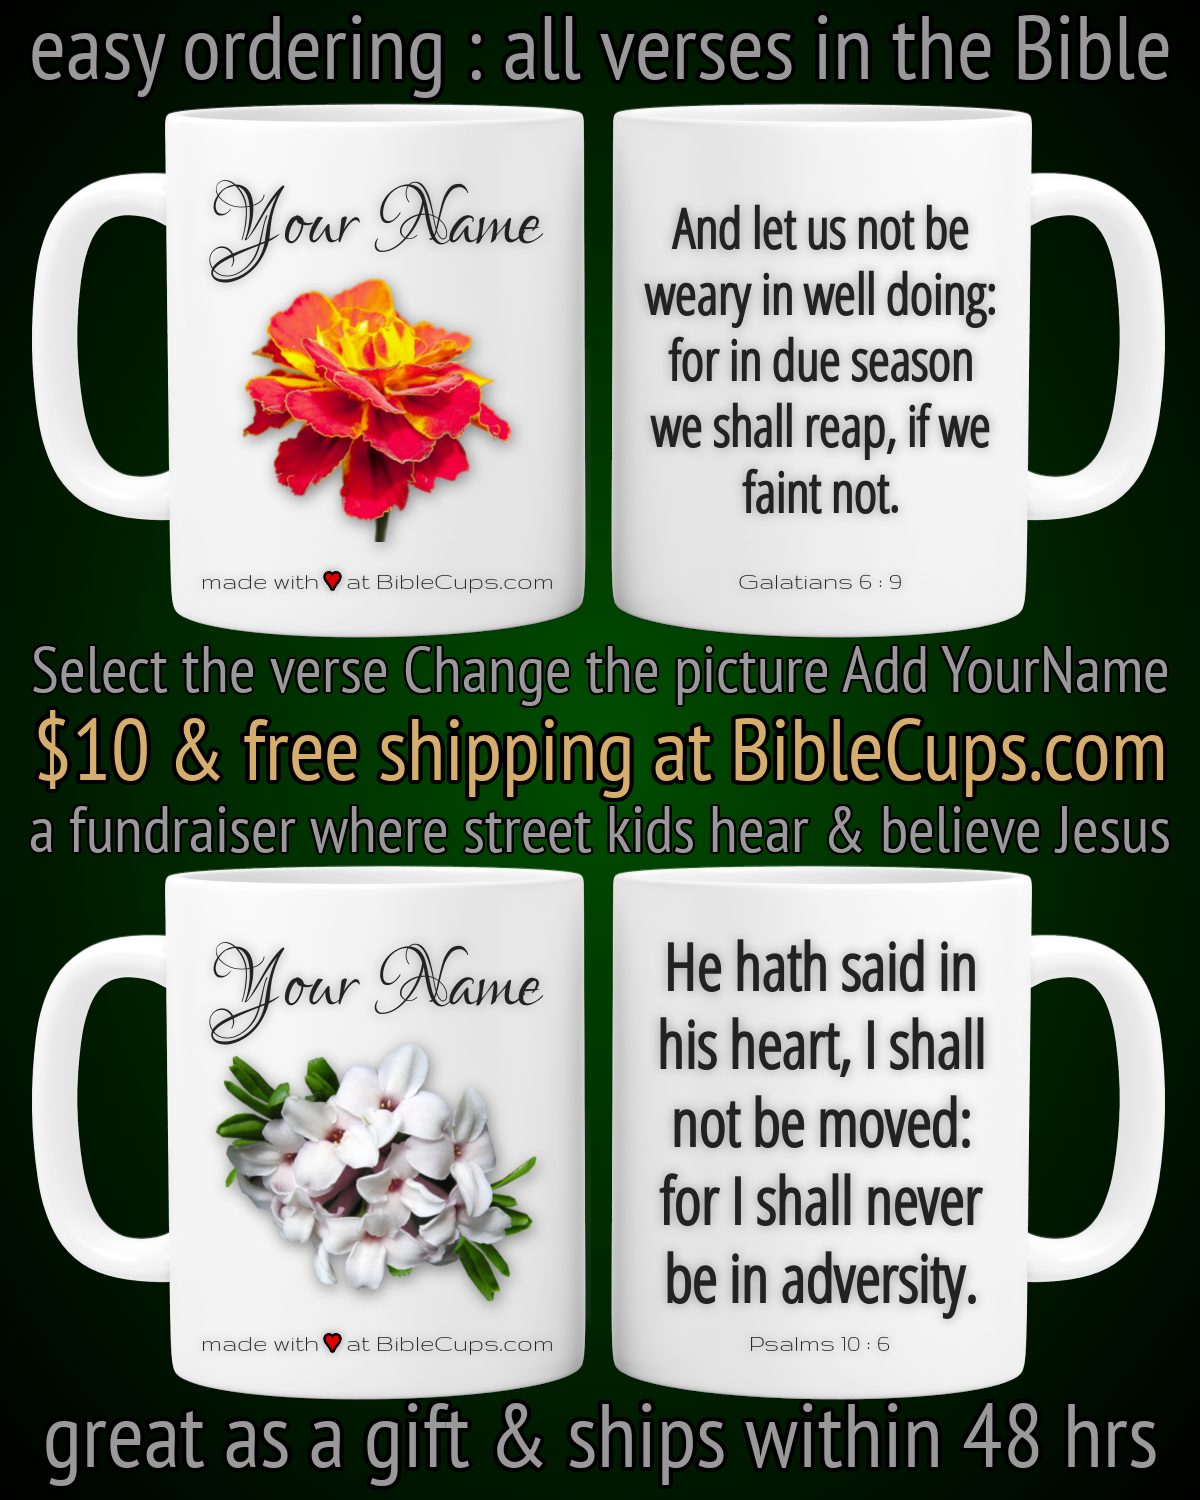 easy ordering : all verses in the Bible
Your Name
made with ♥ at BibleCups.com
And let us not be
weary in well doing:
for in due season
we shall reap, if we
faint not.
Galatians 6 : 9
Select the verse Change the picture Add YourName
$10 & free shipping at BibleCups.com
a fundraiser where street kids hear & believe Jesus
Your Name
made with ♥ at BibleCups.com
He hath said in
his heart, I shall
not be moved:
for I shall never
be in adversity.
Psalms 10 : 6
great as a gift & ships within 48 hrs